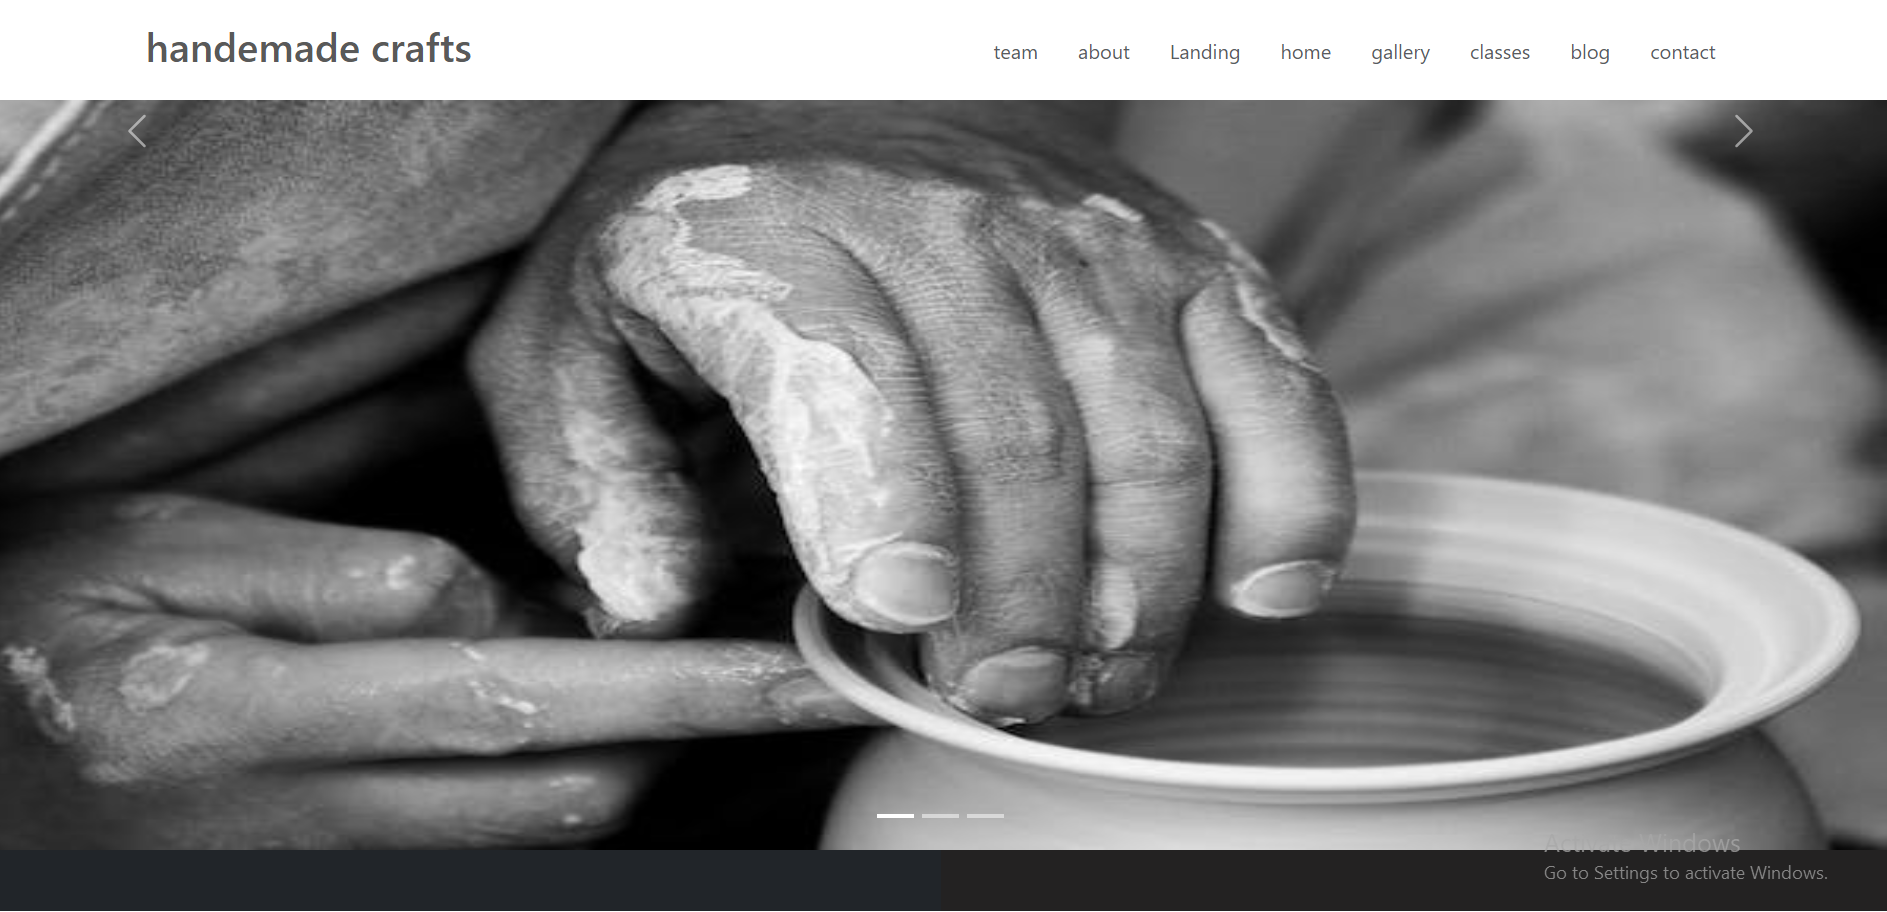 handemade crafts
team about Landing home gallery classes blog contact
Activate Windows
Go to Settings to activate Windows.